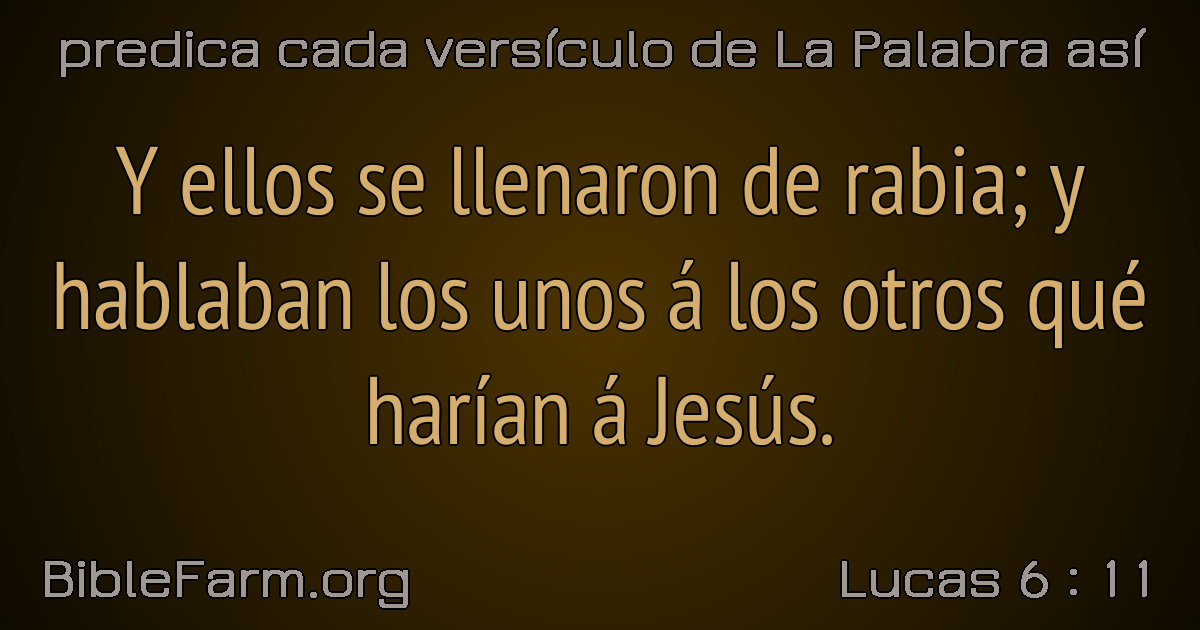 predica cada versículo de La Palabra así
Y ellos se llenaron de rabia; y
hablaban los unos á los otros qué
harían á Jesús.
BibleFarm.org
Lucas 6 : 11